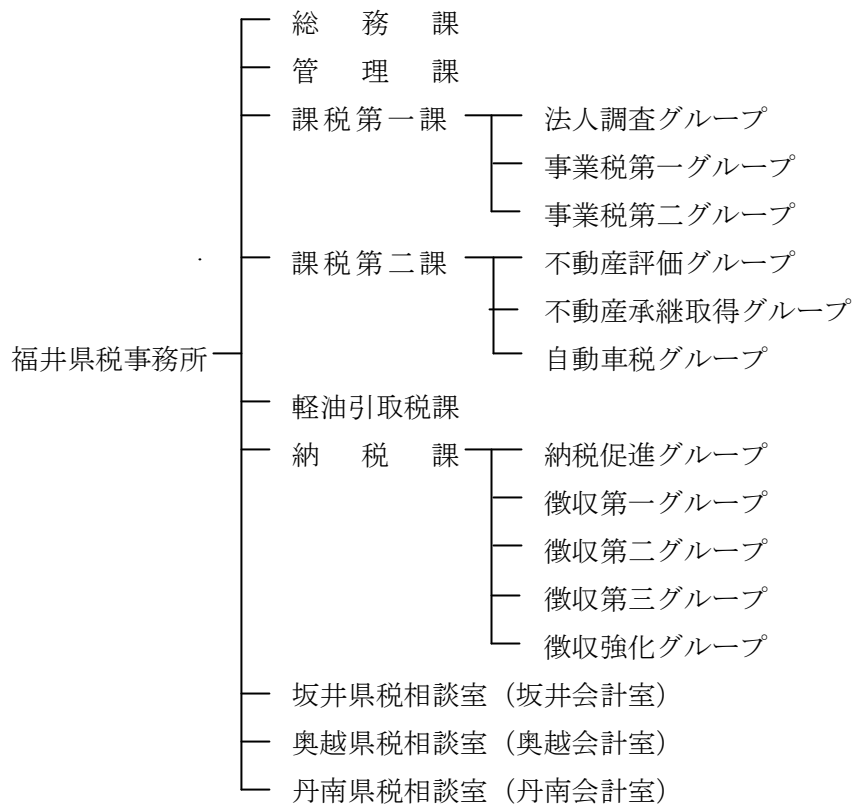 総務課
管理課
課税第一課 法人調査グループ
事業税第一グループ
事業税第二グループ
課税第二課 不動産評価グループ
不動産承継取得グループ
福井県税事務所 自動車税グループ
軽油引取税課
納税課 納税促進グループ
徴収第一グループ
徴収第二グループ
徴収第三グループ
徴収強化グループ
坂井県税相談室（坂井会計室）
奥越県税相談室（奥越会計室）
丹南県税相談室（丹南会計室）